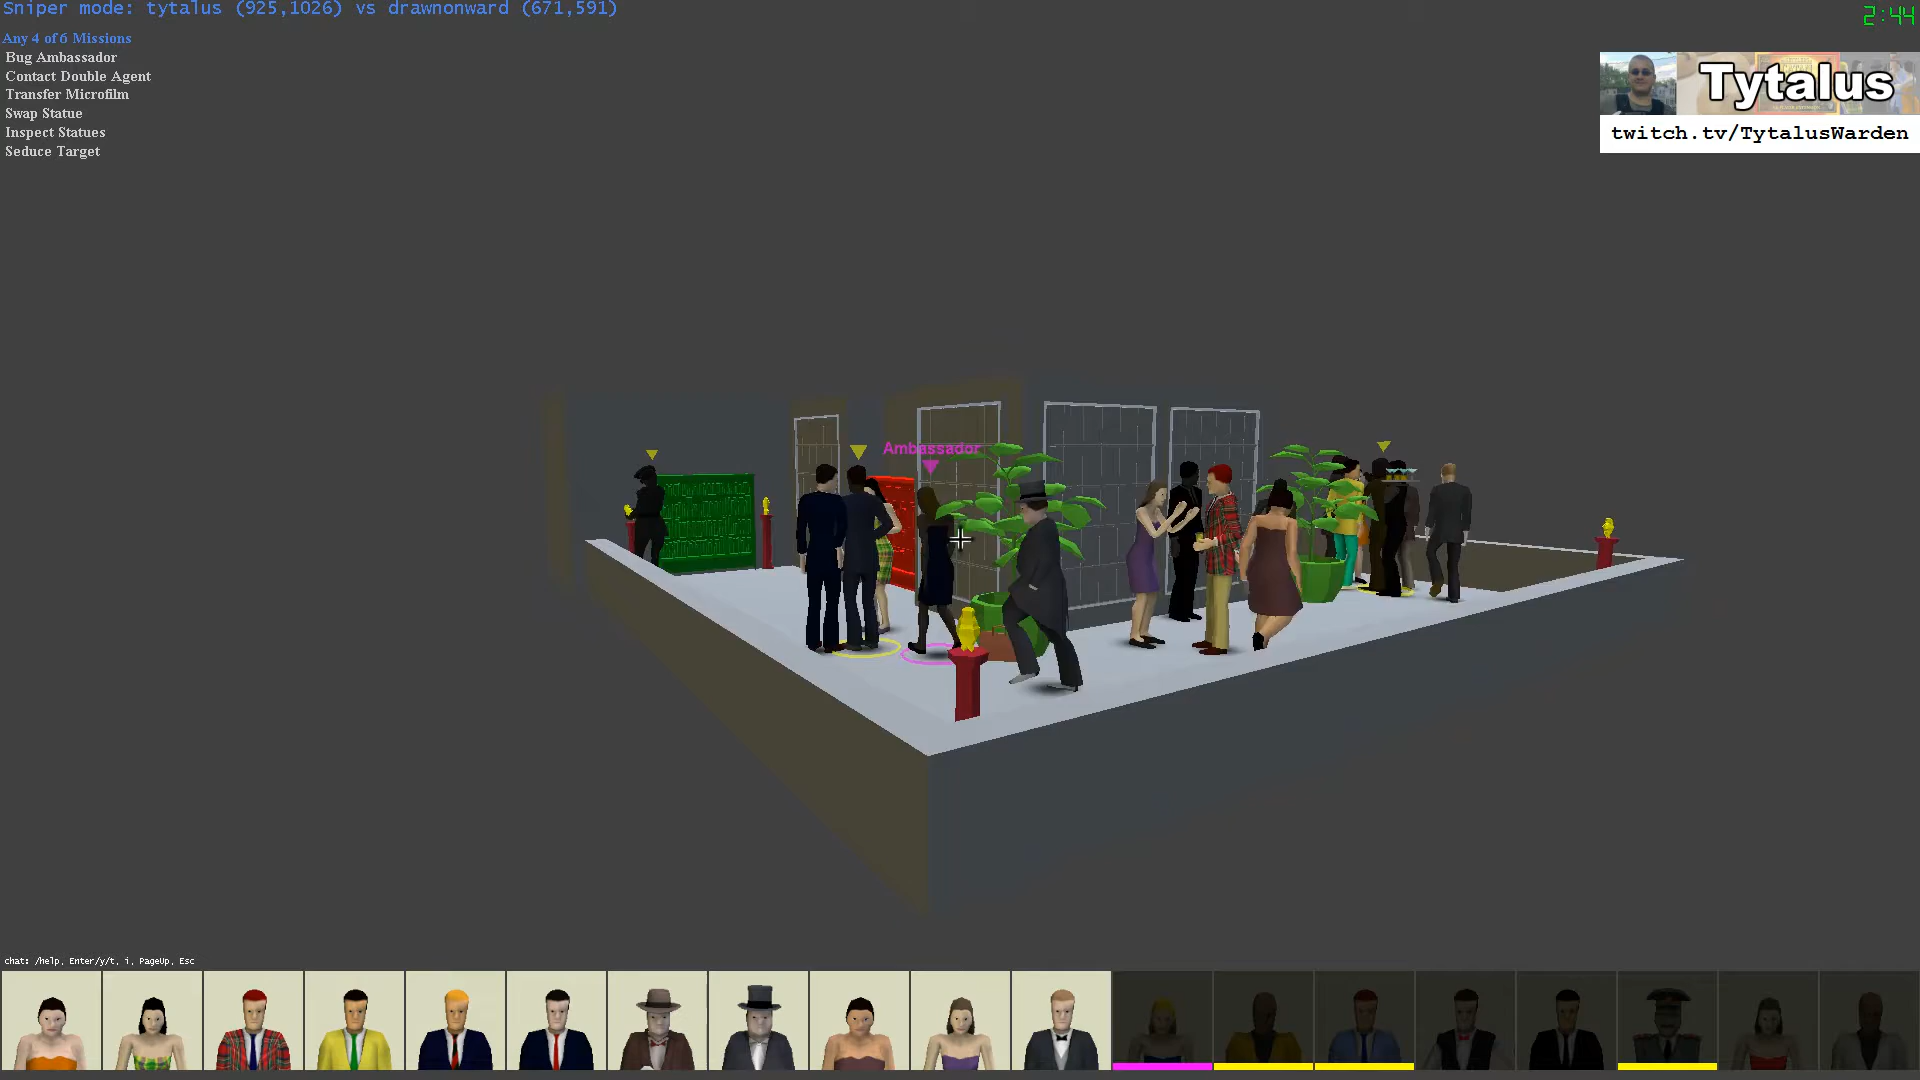 Sniper mode: tytalus (925,1026) vs drawnonward (671,591)
2:44
Any 4 of 6 Missions
Bug Ambassador
Contact Double Agent
Transfer Microfilm
Swap Statue
Inspect Statues
Seduce Target
Tytalus
twitch.tv/TytalusWarden
Ambassador
chat: /help, Enter/y/t, i, PageUp, Esc